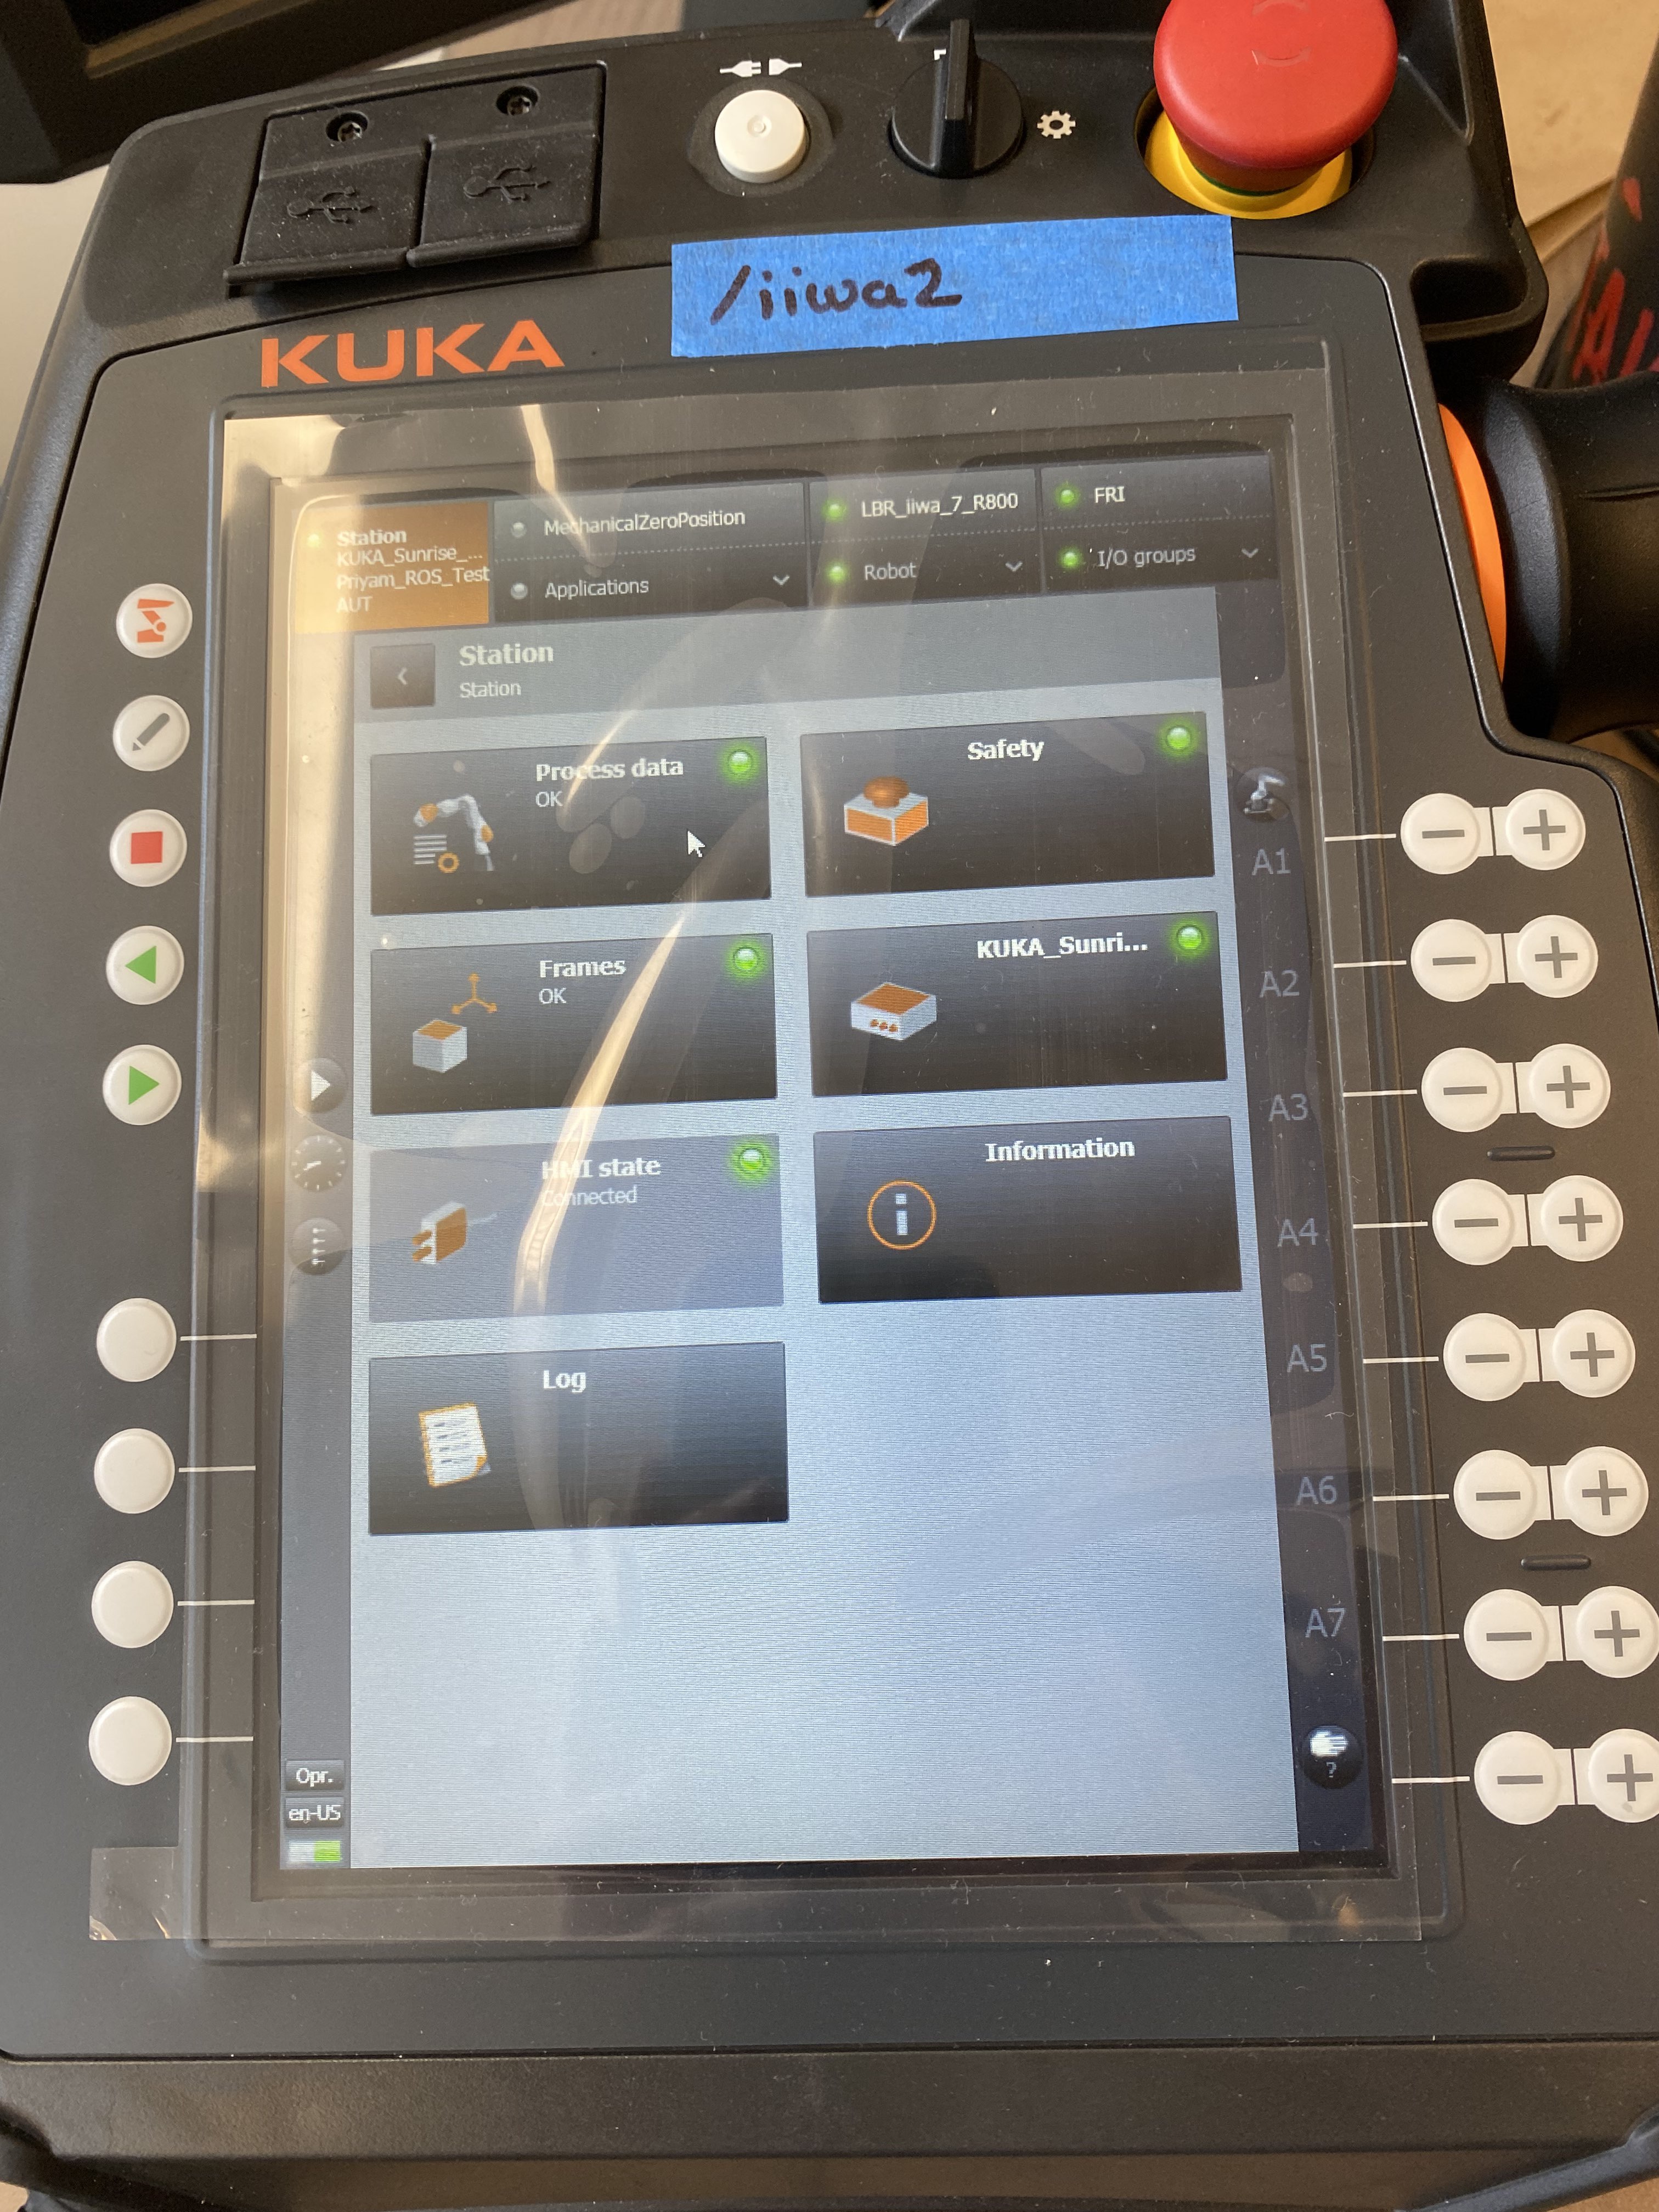 /iiwa2
KUKA
Station
KUKA_Sunrise_...
Priyam_ROS_Test
AUT
MechanicalZeroPosition
Applications
LBR_iiwa_7_R800
Robot
FRI
I/O groups
Station
Station
Process data
OK
Safety
Frames
OK
KUKA_Sunri...
HMI state
Connected
Information
Log
A1
A2
A3
A4
A5
A6
A7
?
Opr.
en-US